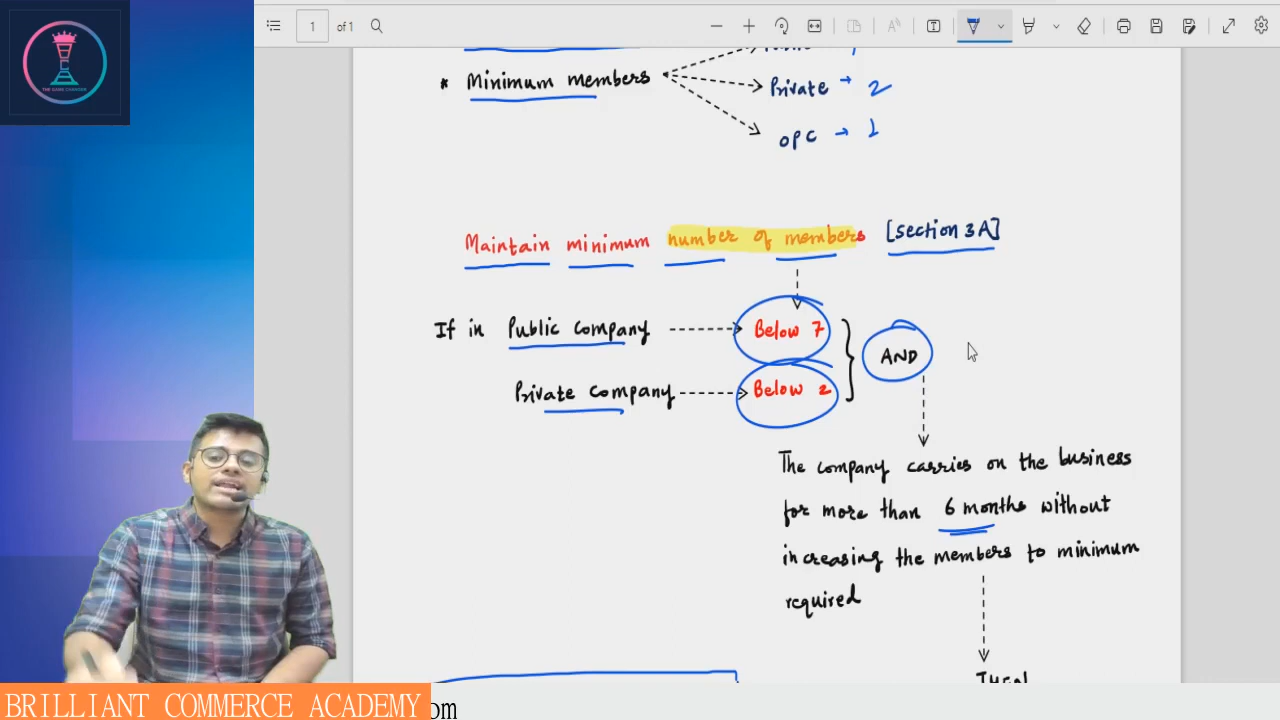 1 of 1
* Minimum members
Private → 2
OPC → 1
Maintain minimum number of members [section 3A]
If in Public company Below 7
Private company Below 2
AND
The company carries on the business
for more than 6 months without
increasing the members to minimum
required
BRILLIANT COMMERCE ACADEMY om